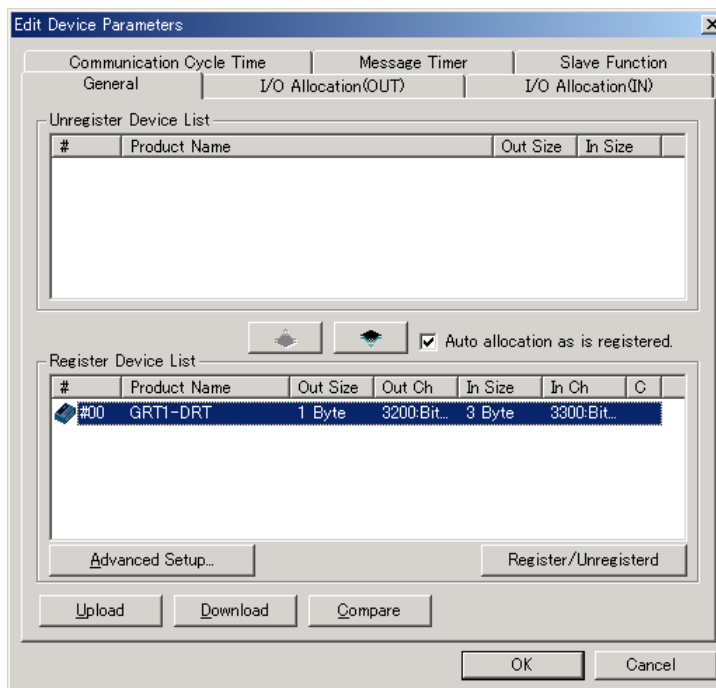 Edit Device Parameters
Communication Cycle Time Message Timer Slave Function
General I/O Allocation(OUT) I/O Allocation(IN)
Unregister Device List
# Product Name Out Size In Size
Auto allocation as is registered.
Register Device List
# Product Name Out Size Out Ch In Size In Ch C
#00 GRT1-DRT 1 Byte 3200:Bit... 3 Byte 3300:Bit...
Advanced Setup... Register/Unregisterd
Upload Download Compare
OK Cancel